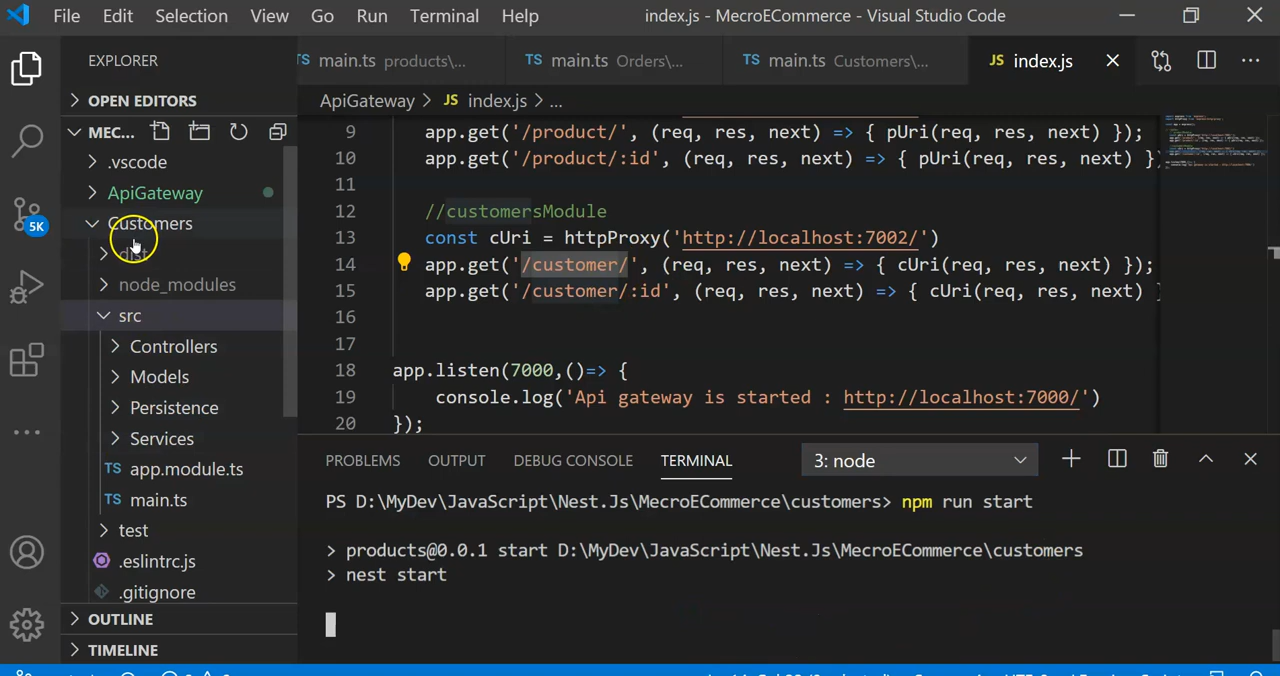 File Edit Selection View Go Run Terminal Help index.js - MecroECommerce - Visual Studio Code
EXPLORER
OPEN EDITORS
MEC...
.vscode
ApiGateway
Customers
dist
node_modules
src
Controllers
Models
Persistence
Services
TS app.module.ts
TS main.ts
test
.eslintrc.js
.gitignore
OUTLINE
TIMELINE
5K
TS main.ts products\... TS main.ts Orders\... TS main.ts Customers\... JS index.js
ApiGateway > JS index.js > ...
9 app.get('/product/', (req, res, next) => { pUri(req, res, next) });
10 app.get('/product/:id', (req, res, next) => { pUri(req, res, next) }
11
12 //customersModule
13 const cUri = httpProxy('http://localhost:7002/')
14 app.get('/customer/', (req, res, next) => { cUri(req, res, next) });
15 app.get('/customer/:id', (req, res, next) => { cUri(req, res, next)
16
17
18 app.listen(7000,()=> {
19 console.log('Api gateway is started : http://localhost:7000/')
20 });
PROBLEMS OUTPUT DEBUG CONSOLE TERMINAL 3: node
PS D:\MyDev\JavaScript\Nest.Js\MecroECommerce\customers> npm run start
> products@0.0.1 start D:\MyDev\JavaScript\Nest.Js\MecroECommerce\customers
> nest start